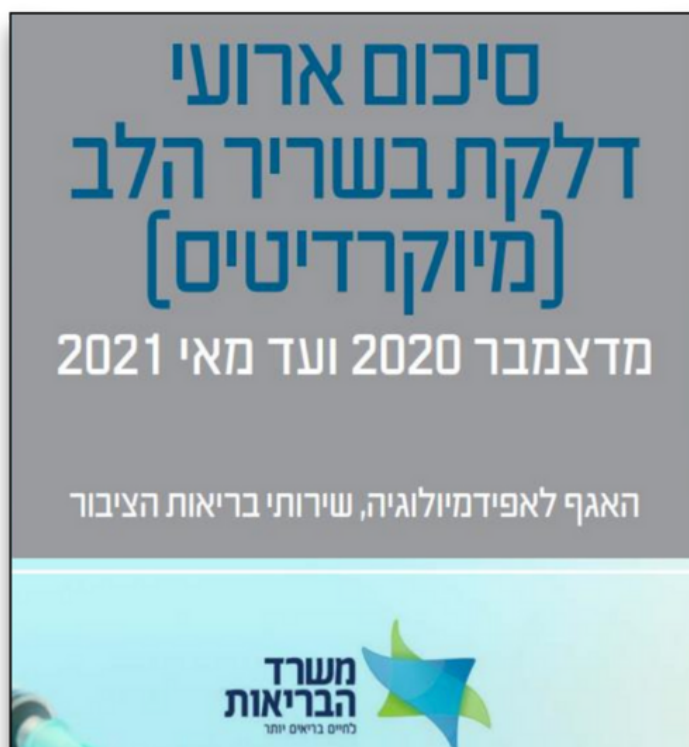 סיכום ארועי
דלקת בשריר הלב
(מיוקרדיטים)
מדצמבר 2020 ועד מאי 2021
האגף לאפידמיולוגיה, שירותי בריאות הציבור
משרד
הבריאות
לחיים בריאים יותר